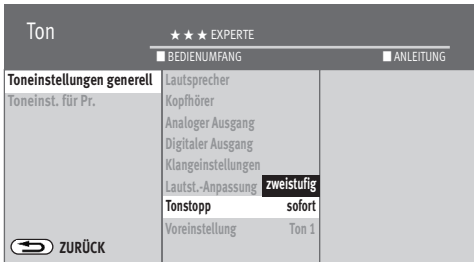 Ton
★ ★ ★ EXPERTE
BEDIENUMFANG
ANLEITUNG
Toneinstellungen generell
Toneinst. für Pr.
Lautsprecher
Kopfhörer
Analoger Ausgang
Digitaler Ausgang
Klangeinstellungen
Lautst.-Anpassung zweistufig
Tonstopp sofort
Voreinstellung Ton 1
ZURÜCK